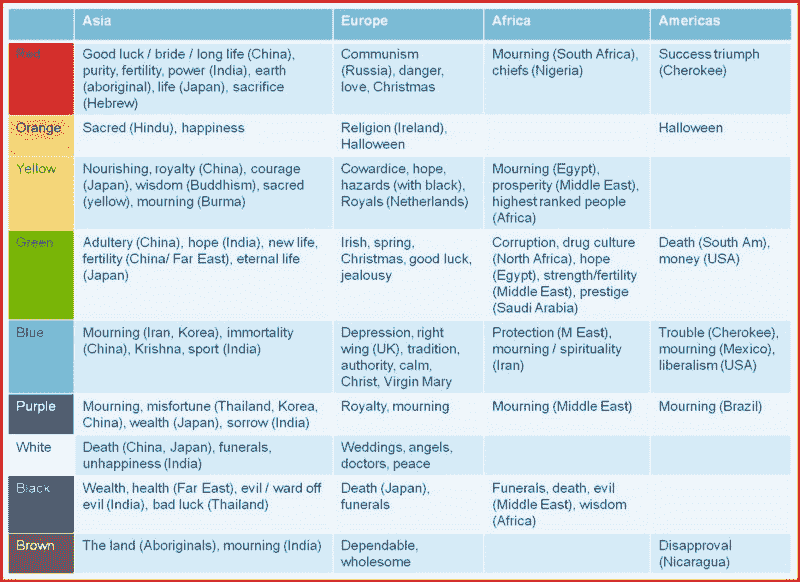 Asia Europe Africa Americas
Red
Good luck / bride / long life (China),
purity, fertility, power (India), earth
(aboriginal), life (Japan), sacrifice
(Hebrew)
Communism
(Russia), danger,
love, Christmas
Mourning (South Africa),
chiefs (Nigeria)
Success triumph
(Cherokee)
Orange
Sacred (Hindu), happiness
Religion (Ireland),
Halloween
Halloween
Yellow
Nourishing, royalty (China), courage
(Japan), wisdom (Buddhism), sacred
(yellow), mourning (Burma)
Cowardice, hope,
hazards (with black),
Royals (Netherlands)
Mourning (Egypt),
prosperity (Middle East),
highest ranked people
(Africa)
Green
Adultery (China), hope (India), new life,
fertility (China/ Far East), eternal life
(Japan)
Irish, spring,
Christmas, good luck,
jealousy
Corruption, drug culture
(North Africa), hope
(Egypt), strength/fertility
(Middle East), prestige
(Saudi Arabia)
Death (South Am),
money (USA)
Blue
Mourning (Iran, Korea), immortality
(China), Krishna, sport (India)
Depression, right
wing (UK), tradition,
authority, calm,
Christ, Virgin Mary
Protection (M East),
mourning / spirituality
(Iran)
Trouble (Cherokee),
mourning (Mexico),
liberalism (USA)
Purple
Mourning, misfortune (Thailand, Korea,
China), wealth (Japan), sorrow (India)
Royalty, mourning
Mourning (Middle East)
Mourning (Brazil)
White
Death (China, Japan), funerals,
unhappiness (India)
Weddings, angels,
doctors, peace
Black
Wealth, health (Far East), evil / ward off
evil (India), bad luck (Thailand)
Death (Japan),
funerals
Funerals, death, evil
(Middle East), wisdom
(Africa)
Brown
The land (Aboriginals), mourning (India)
Dependable,
wholesome
Disapproval
(Nicaragua)